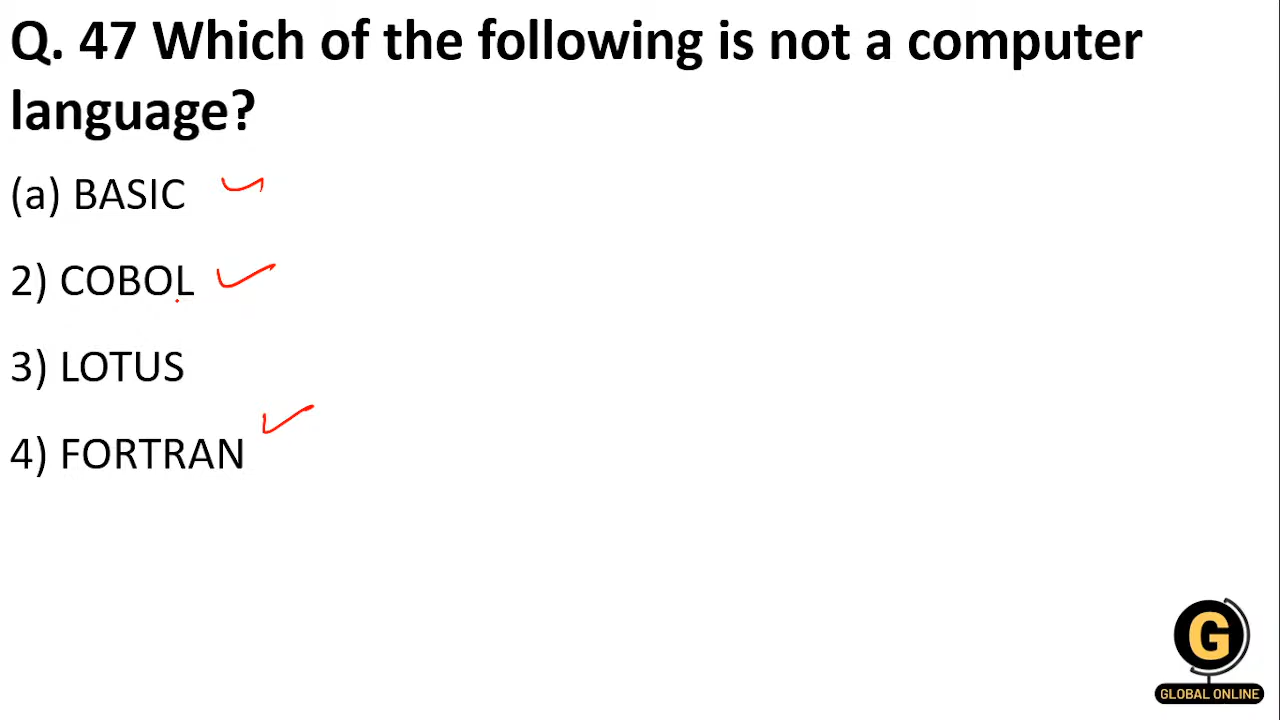 Q. 47 Which of the following is not a computer
language?
(a) BASIC
2) COBOL
3) LOTUS
4) FORTRAN
G
GLOBAL ONLINE